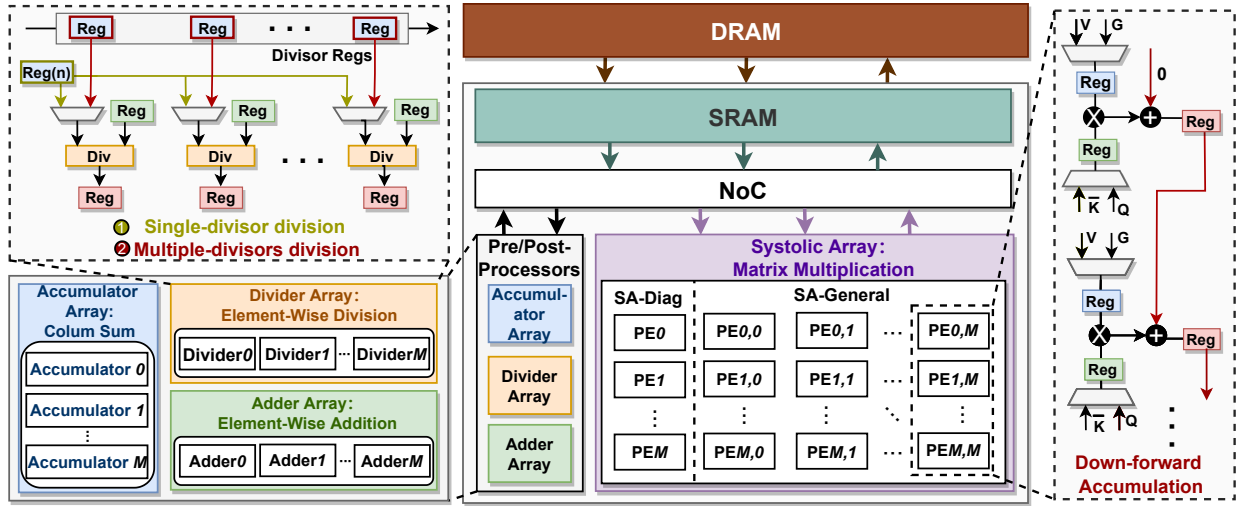 Reg Reg · · · Reg
Divisor Regs
Reg(n)
Reg Reg Reg
Div Div · · · Div
Reg Reg Reg
1 Single-divisor division
2 Multiple-divisors division
Accumulator
Array:
Colum Sum
Accumulator 0
Accumulator 1
⋮
Accumulator M
Divider Array:
Element-Wise Division
Divider0 Divider1 ··· DividerM
Adder Array:
Element-Wise Addition
Adder0 Adder1 ··· AdderM
DRAM
SRAM
NoC
Pre/Post-
Processors
Accumul-
ator
Array
Divider
Array
Adder
Array
Systolic Array:
Matrix Multiplication
SA-Diag SA-General
PE0 PE0,0 PE0,1 ··· PE0,M
PE1 PE1,0 PE1,1 ··· PE1,M
⋮ ⋮ ⋮ ⋱ ⋮
PEM PEM,0 PEM,1 ··· PEM,M
V G
Reg 0
X + Reg
Reg
K̅ Q
V G
Reg
X + Reg
Reg
K̅ Q
⋮
Down-forward
Accumulation